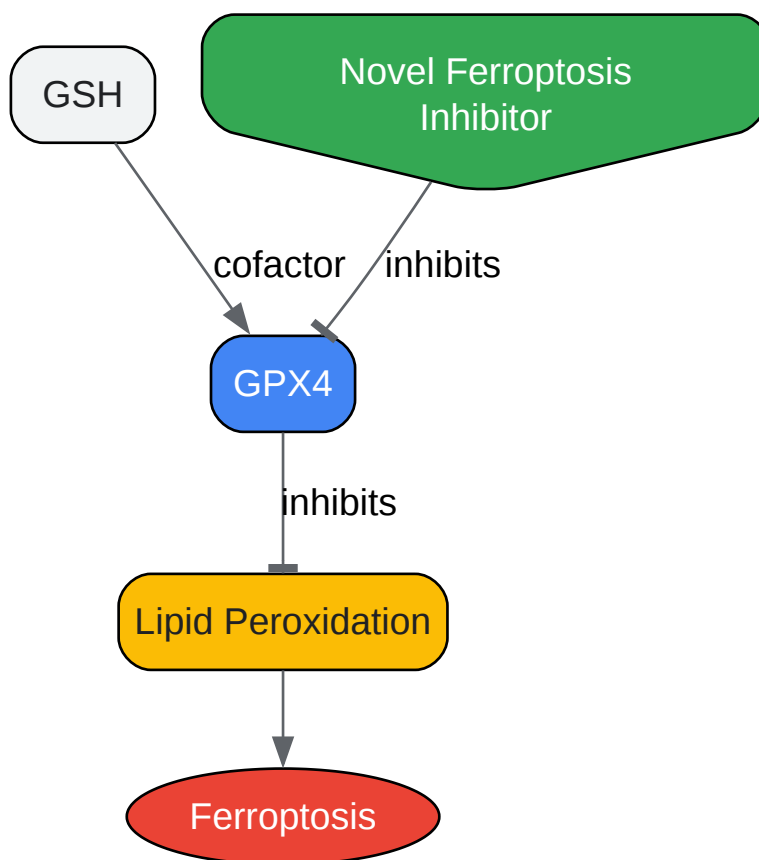 GSH
Novel Ferroptosis
Inhibitor
cofactor
inhibits
GPX4
inhibits
Lipid Peroxidation
Ferroptosis